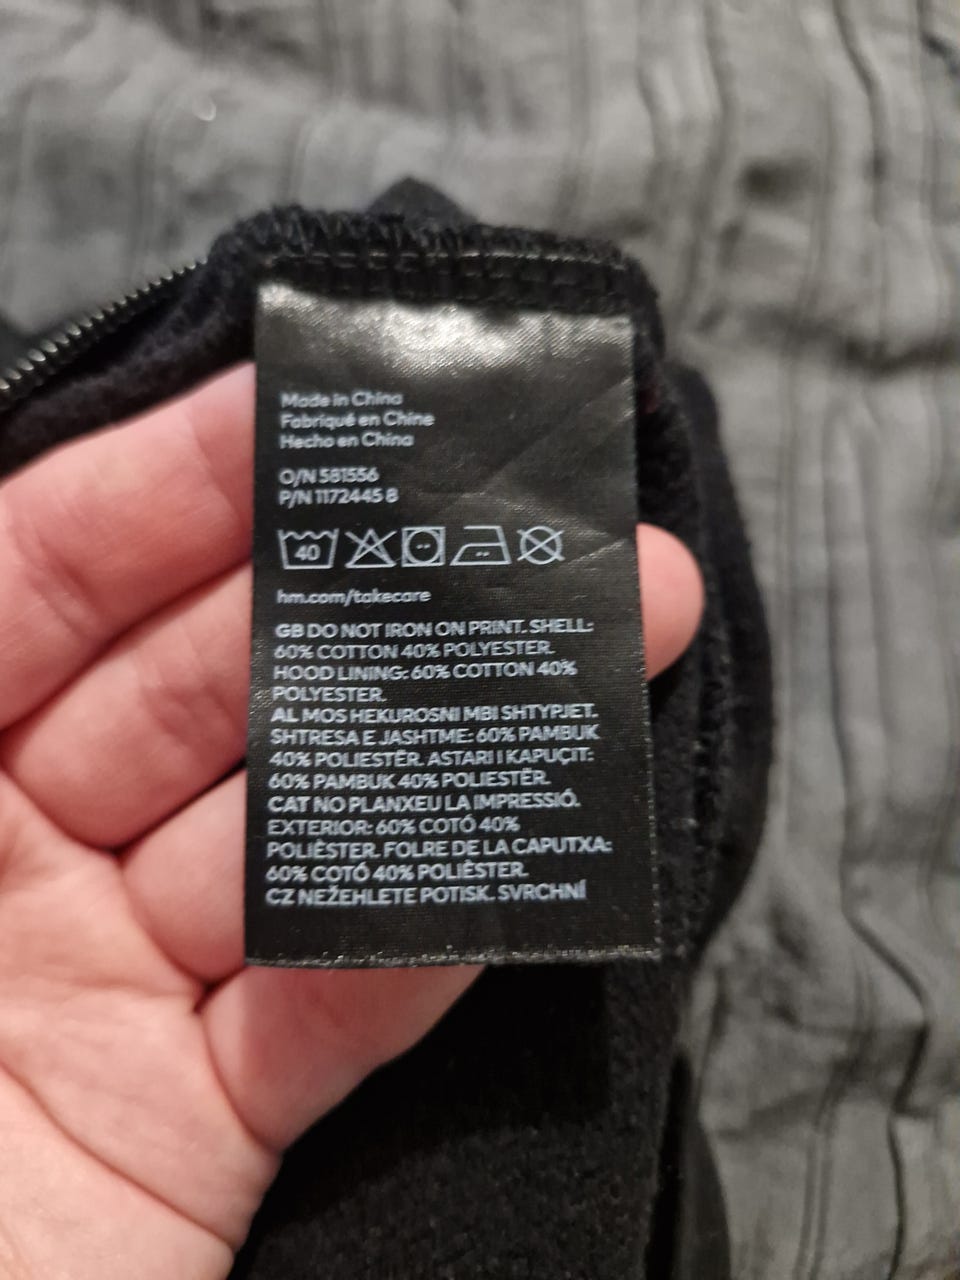 Made in China
Fabriqué en Chine
Hecho en China
O/N 581556
P/N 1172445 8
40
hm.com/takecare
GB DO NOT IRON ON PRINT. SHELL:
60% COTTON 40% POLYESTER.
HOOD LINING: 60% COTTON 40%
POLYESTER.
AL MOS HEKUROSNI MBI SHTYPJET.
SHTRESA E JASHTME: 60% PAMBUK
40% POLIESTËR. ASTARI I KAPUÇIT:
60% PAMBUK 40% POLIESTËR.
CAT NO PLANXEU LA IMPRESSIÓ.
EXTERIOR: 60% COTÓ 40%
POLIÈSTER. FOLRE DE LA CAPUTXA:
60% COTÓ 40% POLIÈSTER.
CZ NEŽEHLETE POTISK. SVRCHNÍ